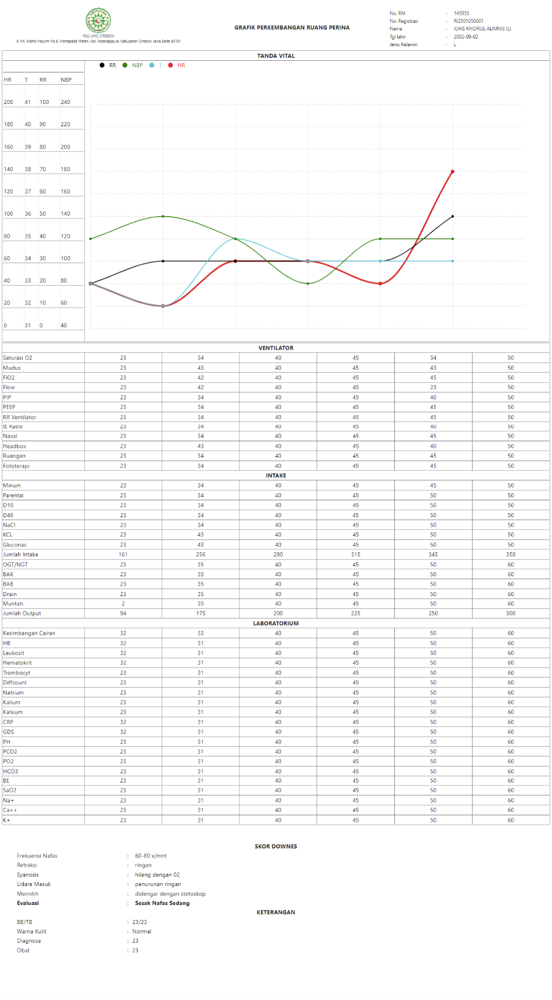 RSU UMC CIREBON
Jl. Kh. Wahid Hasyim No.8, Mertapada Wetan, Kec. Astanajapura, Kabupaten Cirebon, Jawa Barat 45181
GRAFIK PERKEMBANGAN RUANG PERINA
No. RM : 145953
No. Registrasi : RI2501050001
Nama : ILYAS KHOIRUL ALIMNIS (L)
Tgl lahir : 2002-09-02
Jenis Kelamin : L
TANDA VITAL
RR NBP T HR
HR T RR NBP
200 41 100 240
180 40 90 220
160 39 80 200
140 38 70 180
120 37 60 160
100 36 50 140
80 35 40 120
60 34 30 100
40 33 20 80
20 32 10 60
0 31 0 40
VENTILATOR
Saturasi O2 23 34 40 45 34 50
Mudus 23 43 40 45 43 50
FiO2 23 42 40 45 45 50
Flow 23 42 40 45 23 50
PIP 23 34 40 45 40 50
PEEP 23 34 40 45 45 50
RR Ventilator 23 34 40 45 45 50
IE Rasio 23 34 40 45 40 50
Nasal 23 34 40 45 45 50
Headbox 23 43 40 45 40 50
Ruangan 23 34 40 45 45 50
Fototerapi 23 34 40 45 45 50
INTAKE
Minum 23 34 40 45 45 50
Parental 23 34 40 45 50 50
D10 23 34 40 45 50 50
D40 23 34 40 45 50 50
NaCl 23 34 40 45 50 50
KCL 23 43 40 45 50 50
Gluconas 23 43 40 45 50 50
Jumlah Intake 161 256 280 315 345 350
OGT/NGT 23 35 40 45 50 60
BAK 23 35 40 45 50 60
BAB 23 35 40 45 50 60
Drain 23 35 40 45 50 60
Muntah 2 35 40 45 50 60
Jumlah Output 94 175 200 225 250 300
LABORATORIUM
Kesimbangan Cairan 32 32 40 45 50 60
HB 32 31 40 45 50 60
Leukosit 32 31 40 45 50 60
Hematokrit 32 31 40 45 50 60
Trombocyt 23 31 40 45 50 60
Diffcount 23 31 40 45 50 60
Natrium 23 31 40 45 50 60
Kalium 23 31 40 45 50 60
Kalsium 23 31 40 45 50 60
CRP 32 31 40 45 50 60
GDS 32 31 40 45 50 60
PH 23 31 40 45 50 60
PCO2 23 31 40 45 50 60
PO2 23 31 40 45 50 60
HCO3 23 31 40 45 50 60
BE 23 31 40 45 50 60
SaO2 23 31 40 45 50 60
Na+ 23 31 40 45 50 60
Ca++ 23 31 40 45 50 60
K+ 23 31 40 45 50 60
SKOR DOWNES
Frekuensi Nafas : 60-80 x/mnt
Retraksi : ringan
Syanosis : hilang dengan 02
Udara Masuk : penurunan ringan
Merintih : didengar dengan stetoskop
Evaluasi : Sesak Nafas Sedang
KETERANGAN
BB/TB : 23/23
Warna Kulit : Normal
Diagnosa : 23
Obat : 23